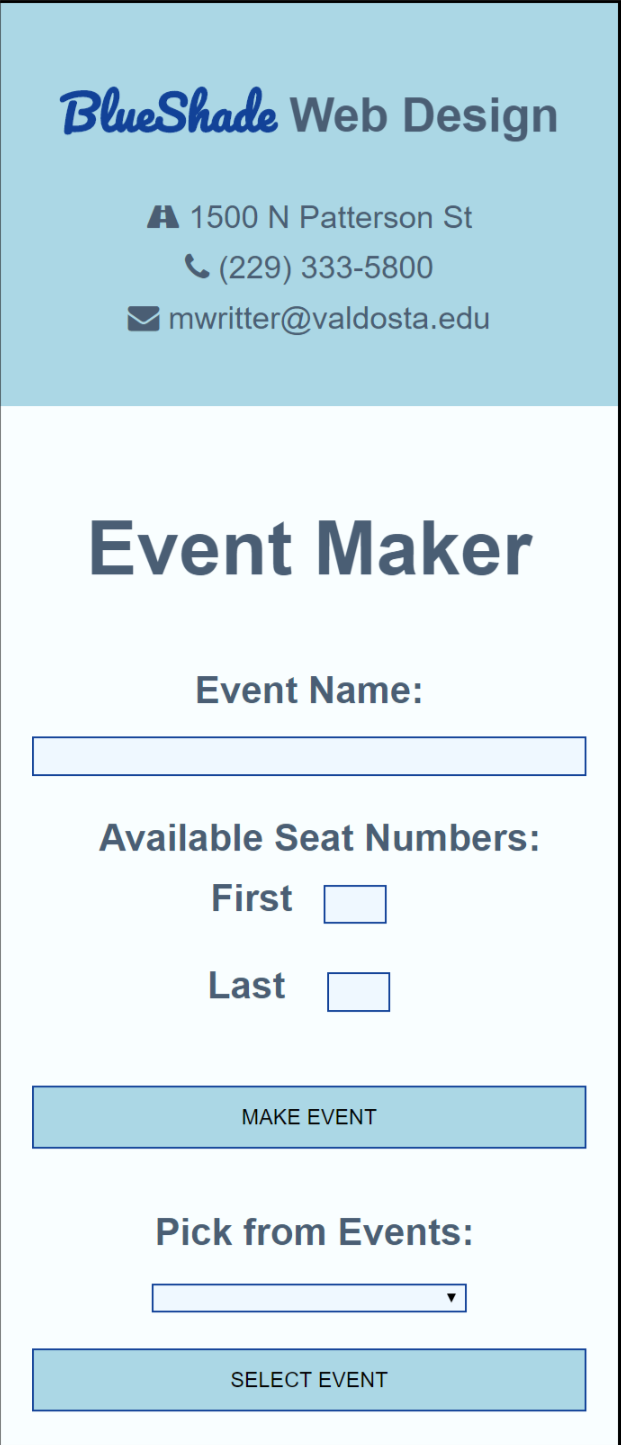 BlueShade Web Design
1500 N Patterson St
(229) 333-5800
mwritter@valdosta.edu
Event Maker
Event Name:
Available Seat Numbers:
First
Last
MAKE EVENT
Pick from Events:
SELECT EVENT